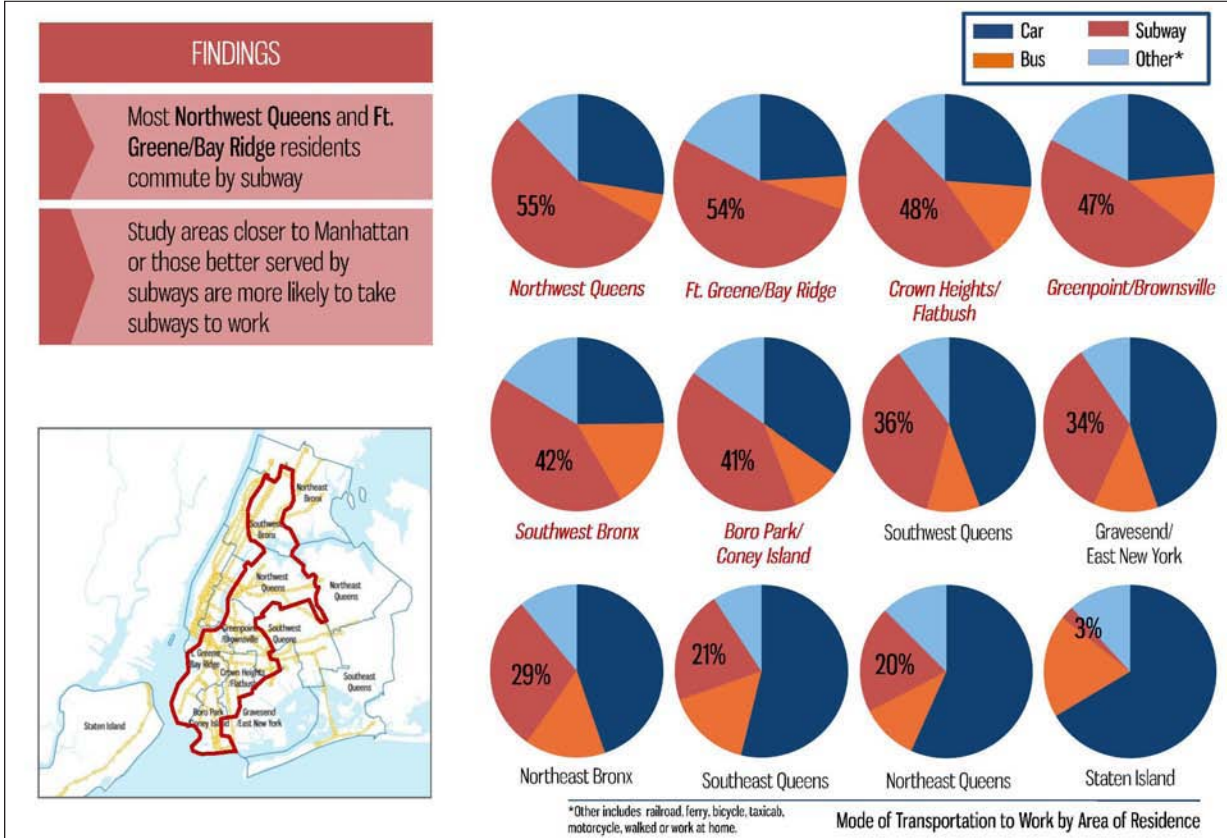 FINDINGS
Most Northwest Queens and Ft.
Greene/Bay Ridge residents
commute by subway
Study areas closer to Manhattan
or those better served by
subways are more likely to take
subways to work
Car
Subway
Bus
Other*
55%
54%
48%
47%
Northwest Queens
Ft. Greene/Bay Ridge
Crown Heights/
Flatbush
Greenpoint/Brownsville
42%
41%
36%
34%
Southwest Bronx
Boro Park/
Coney Island
Southwest Queens
Gravesend/
East New York
29%
21%
20%
3%
Northeast Bronx
Southeast Queens
Northeast Queens
Staten Island
Northeast
Bronx
Southwest
Bronx
Northwest
Queens
Northeast
Queens
Greenpoint
/Brownsville
Southwest
Queens
Greene
Bay Ridge
Crown Heights
/Flatbush
Southeast
Queens
Boro Park
/Coney Island
Gravesend
/East New York
Staten Island
*Other includes railroad, ferry, bicycle, taxicab,
motorcycle, walked or work at home.
Mode of Transportation to Work by Area of Residence